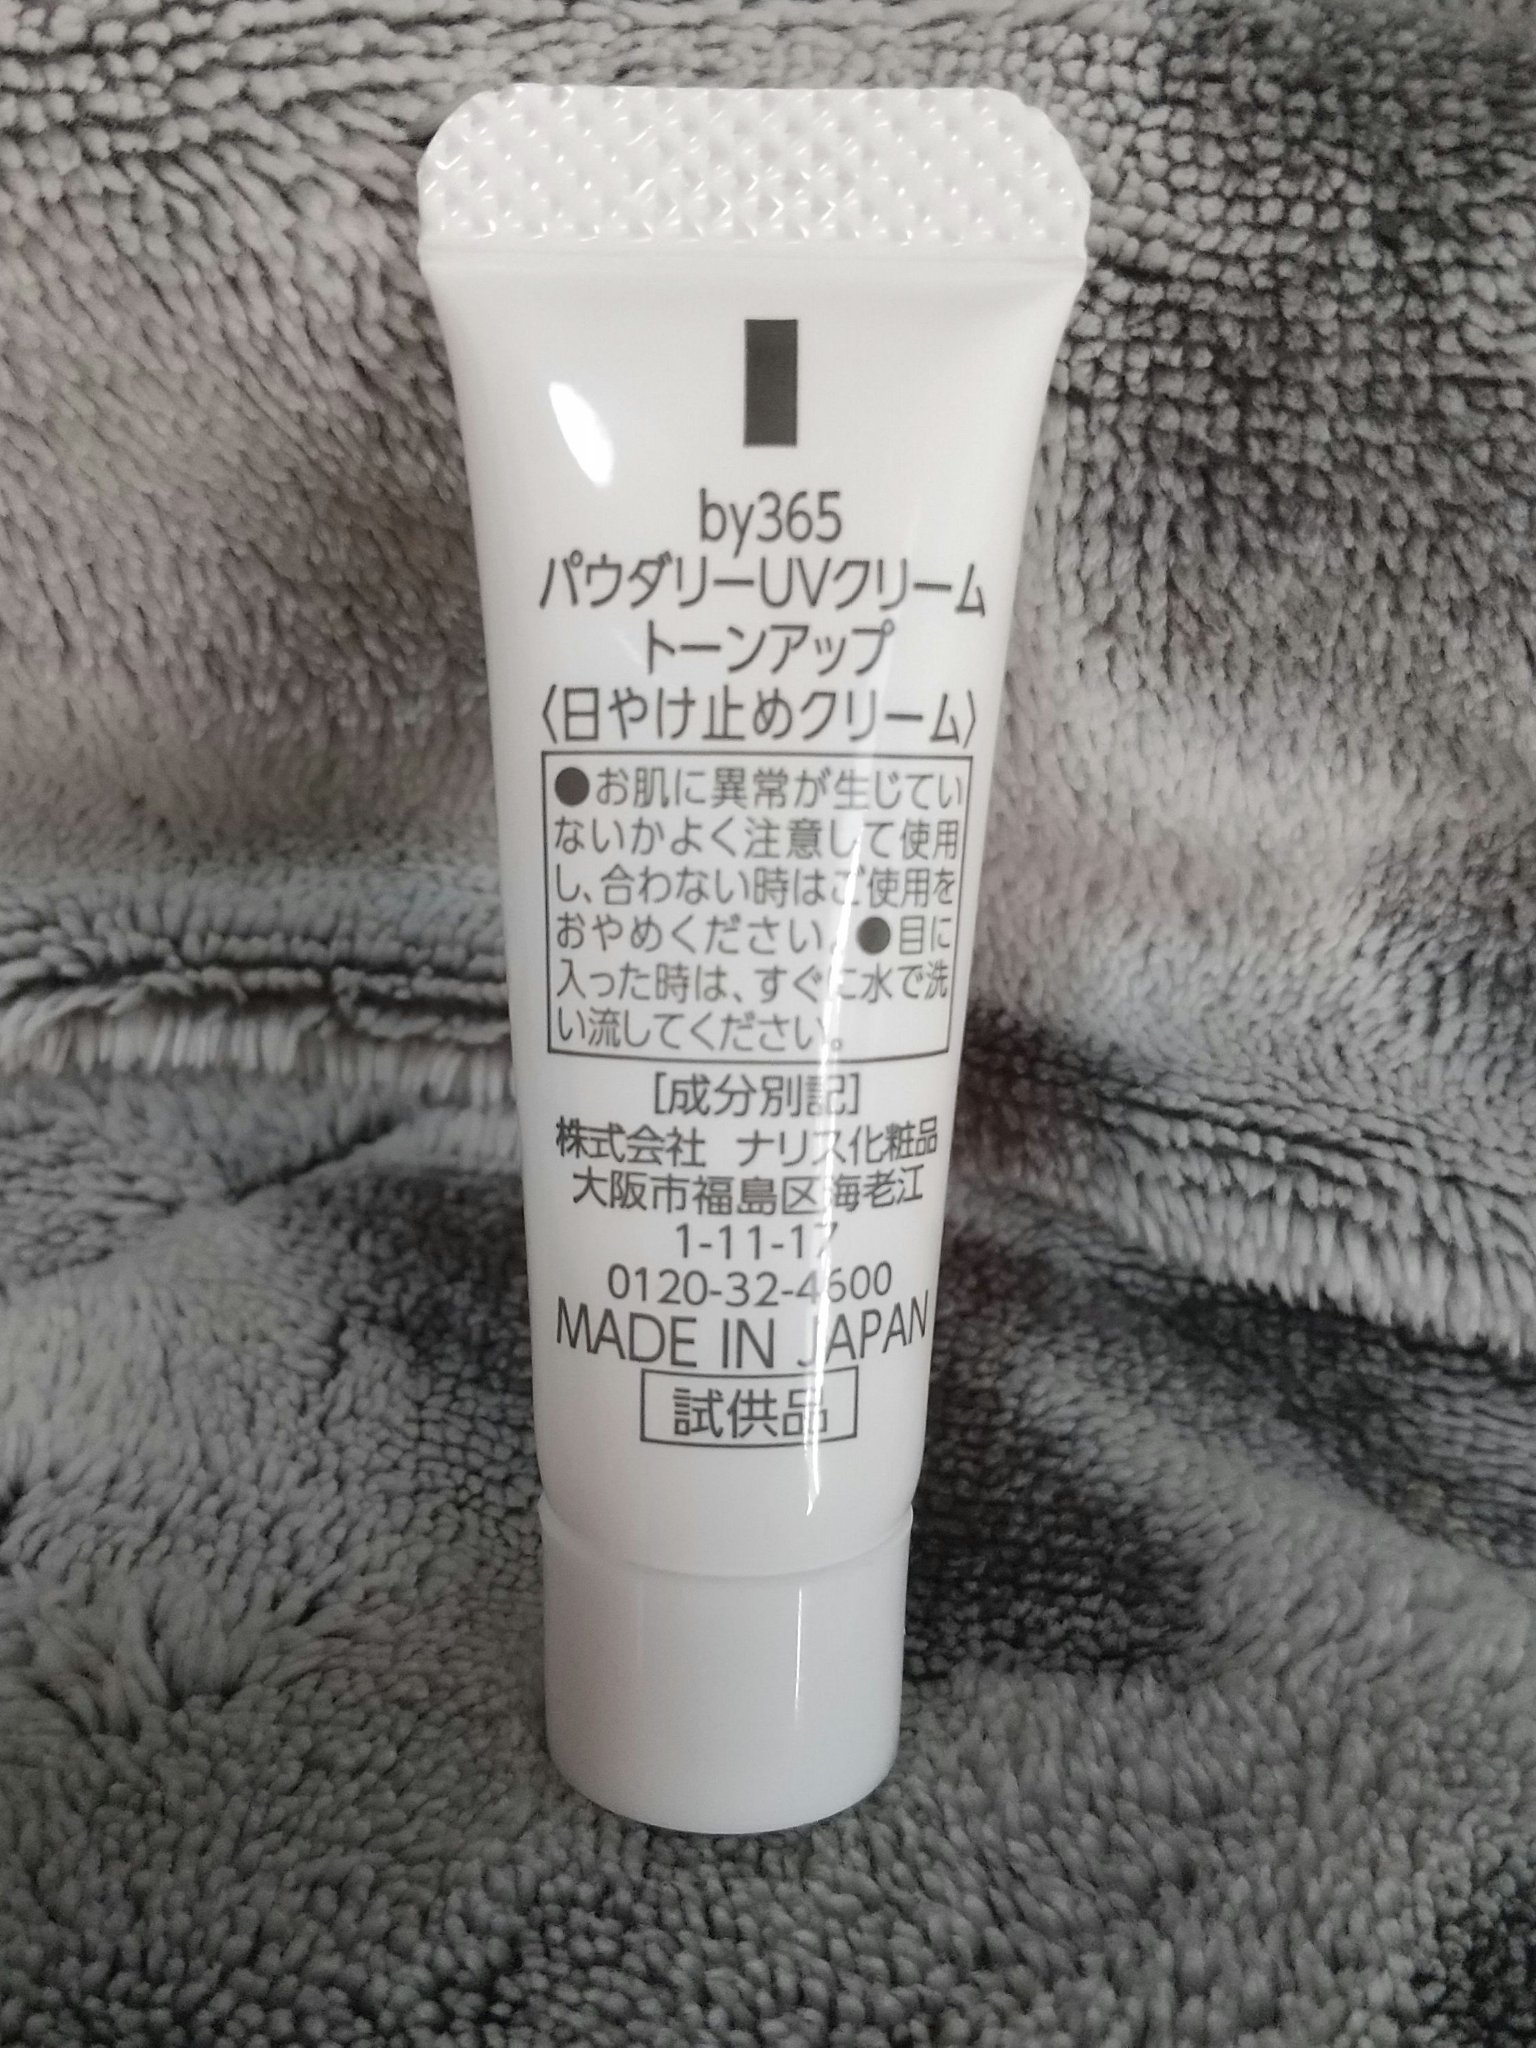 by365
パウダリーUVクリーム
トーンアップ
〈日やけ止めクリーム〉
●お肌に異常が生じてい
ないかよく注意して使用
し、合わない時はご使用を
おやめください。●目に
入った時は、すぐに水で洗
い流してください。
[成分別記]
株式会社 ナリス化粧品
大阪市福島区海老江
1-11-17
0120-32-4600
MADE IN JAPAN
試供品